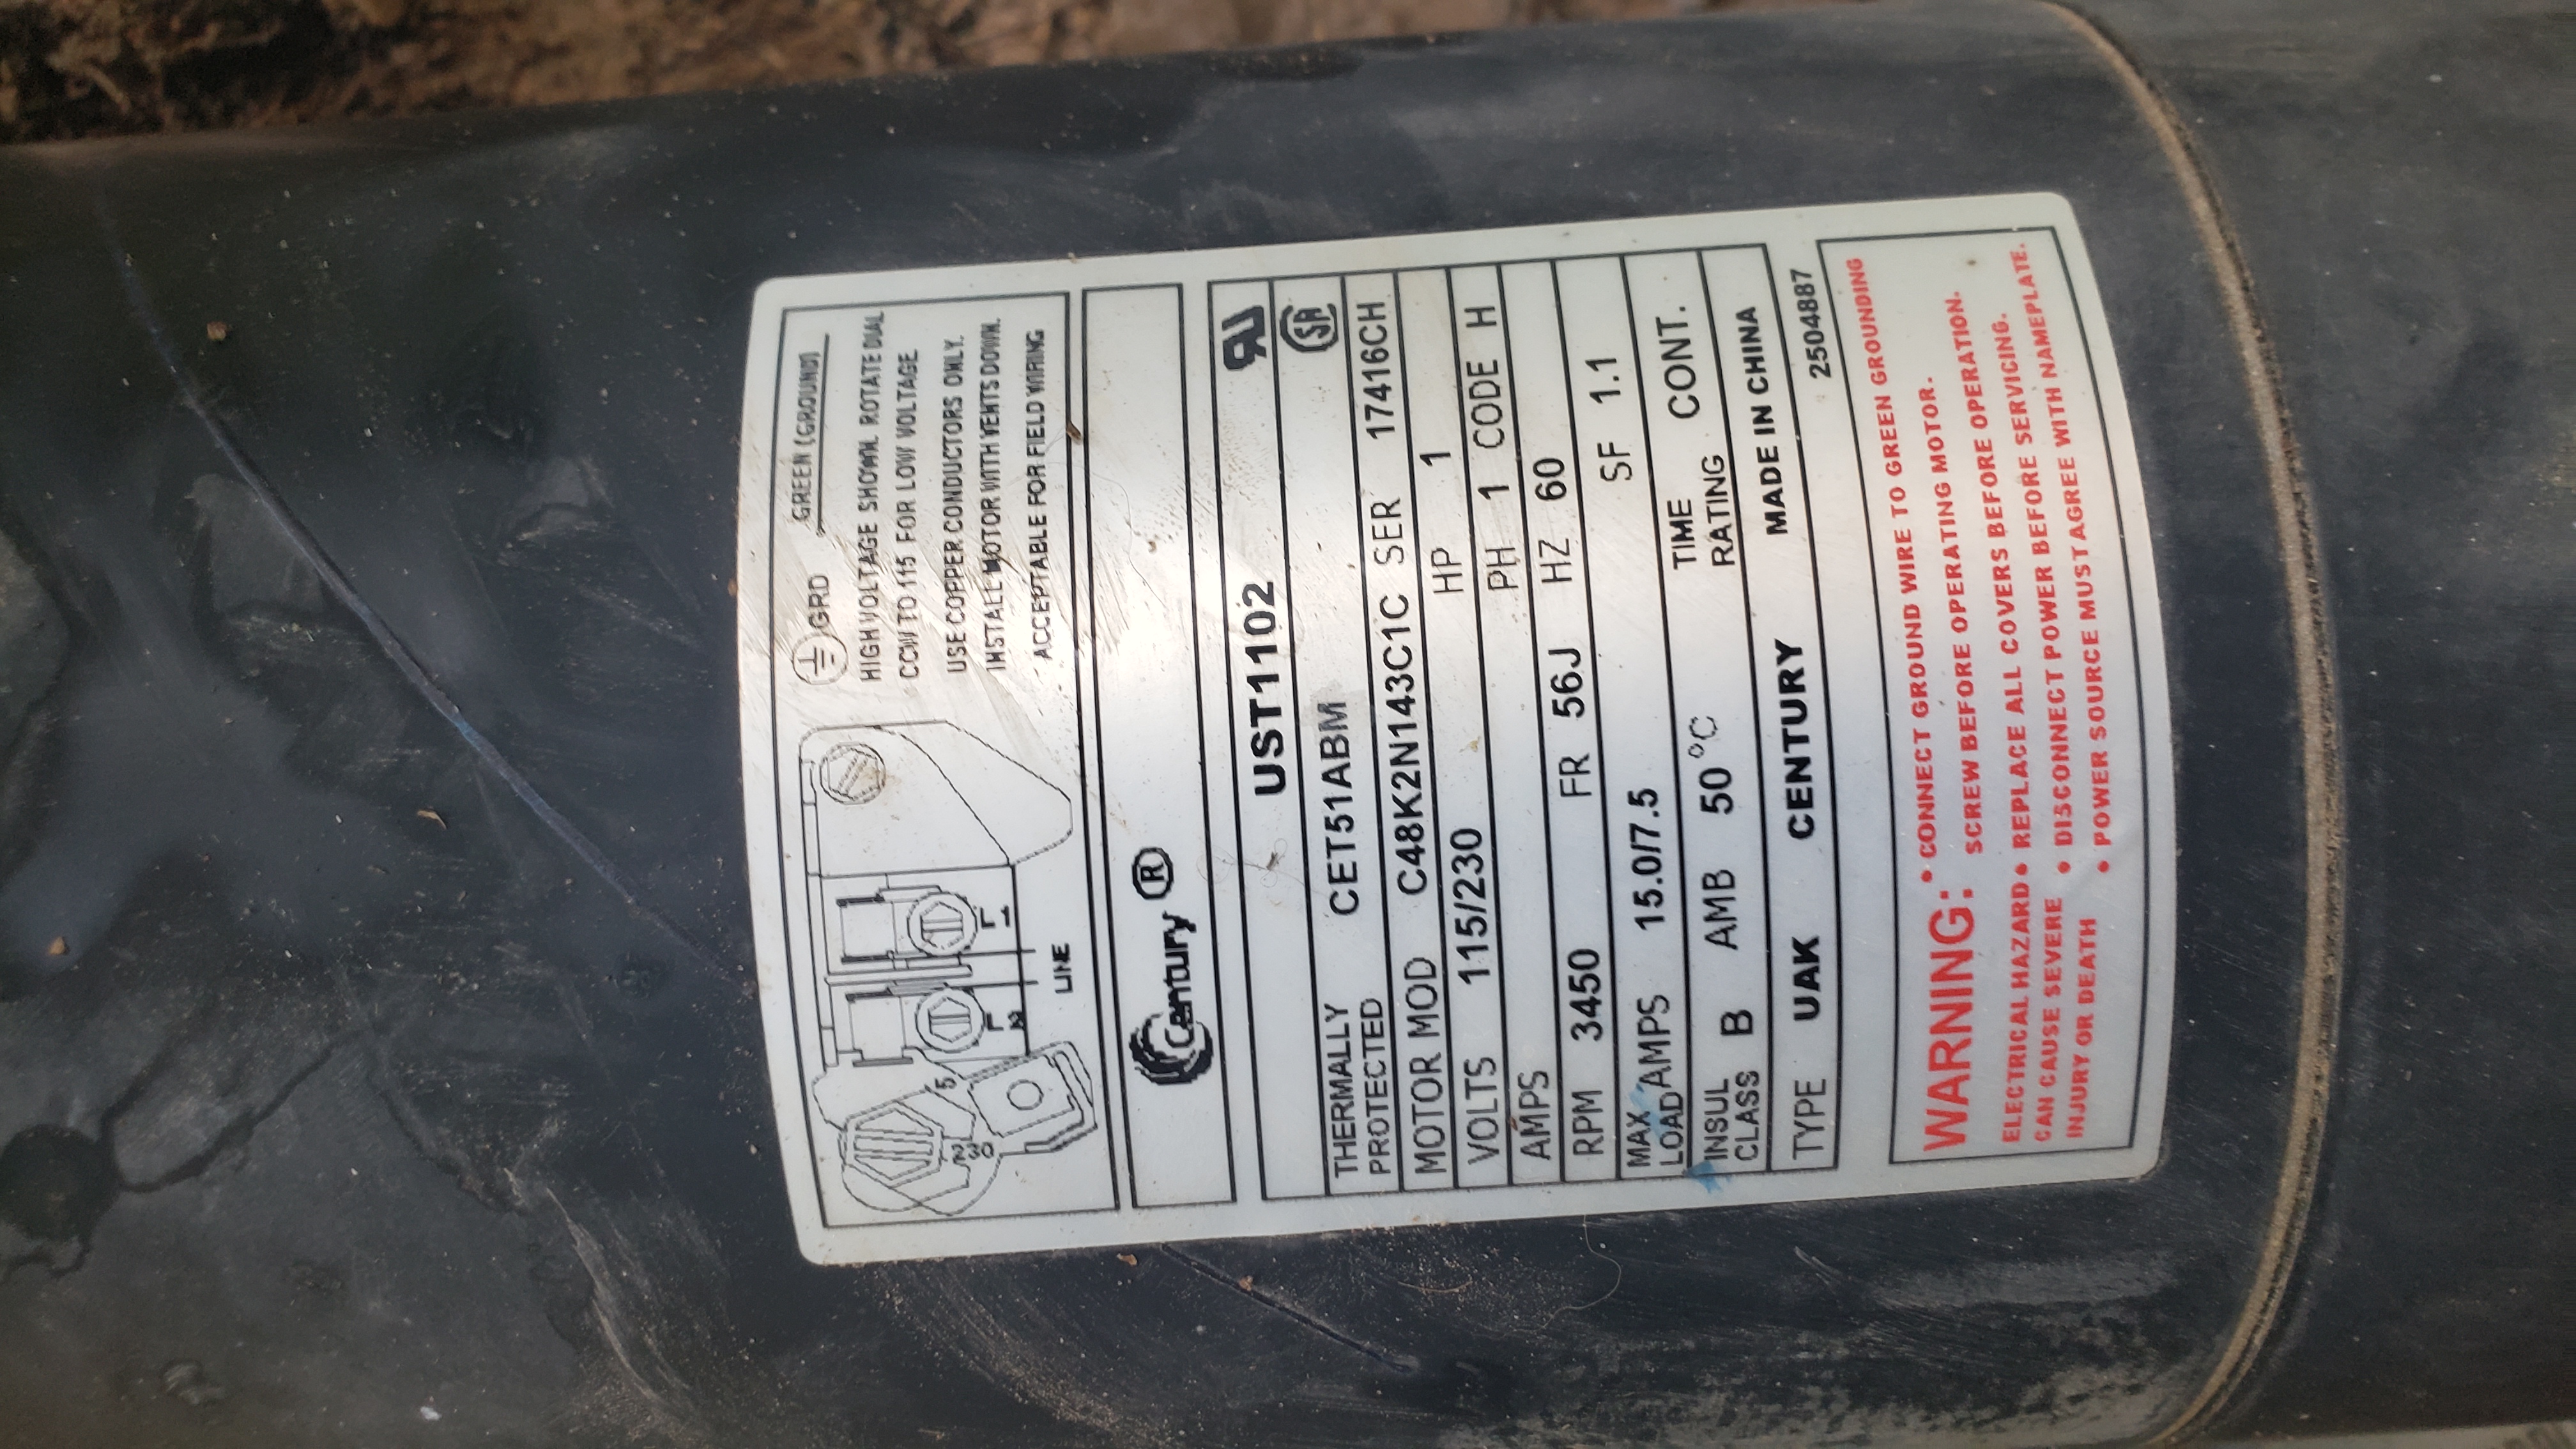 GRD GREEN (GROUND)
HIGH VOLTAGE SHOWN. ROTATE DIAL
CCW TO 115 FOR LOW VOLTAGE
USE COPPER CONDUCTORS ONLY.
INSTALL MOTOR WITH VENTS DOWN.
ACCEPTABLE FOR FIELD WIRING
230
L2 L1
LINE
Century®
UST1102
THERMALLY PROTECTED CET51ABM
MOTOR MOD C48K2N143C1C SER 17416CH
VOLTS 115/230 HP 1
AMPS PH 1 CODE H
RPM 3450 FR 56J HZ 60
MAX LOAD AMPS 15.0/7.5 SF 1.1
INSUL CLASS B AMB 50°C TIME RATING CONT.
TYPE UAK CENTURY MADE IN CHINA
2504887
WARNING: • CONNECT GROUND WIRE TO GREEN GROUNDING
SCREW BEFORE OPERATING MOTOR.
ELECTRICAL HAZARD • REPLACE ALL COVERS BEFORE OPERATION.
CAN CAUSE SEVERE • DISCONNECT POWER BEFORE SERVICING.
INJURY OR DEATH • POWER SOURCE MUST AGREE WITH NAMEPLATE.